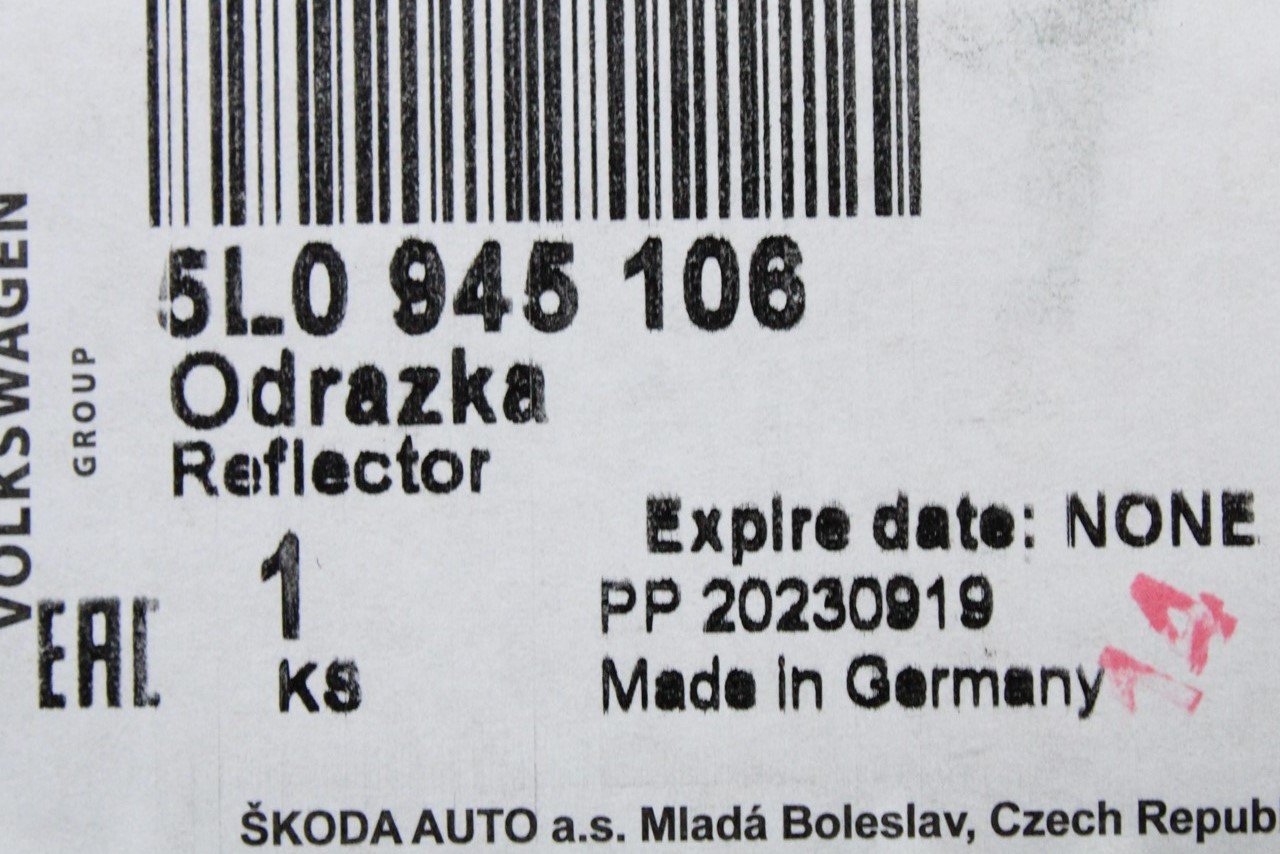 5L0 945 106
Odrazka
Reflector
VOLKSWAGEN
GROUP
Expire date: NONE
1
PP 20230919
ks
Made in Germany
EAC
14
ŠKODA AUTO a.s. Mladá Boleslav, Czech Republ